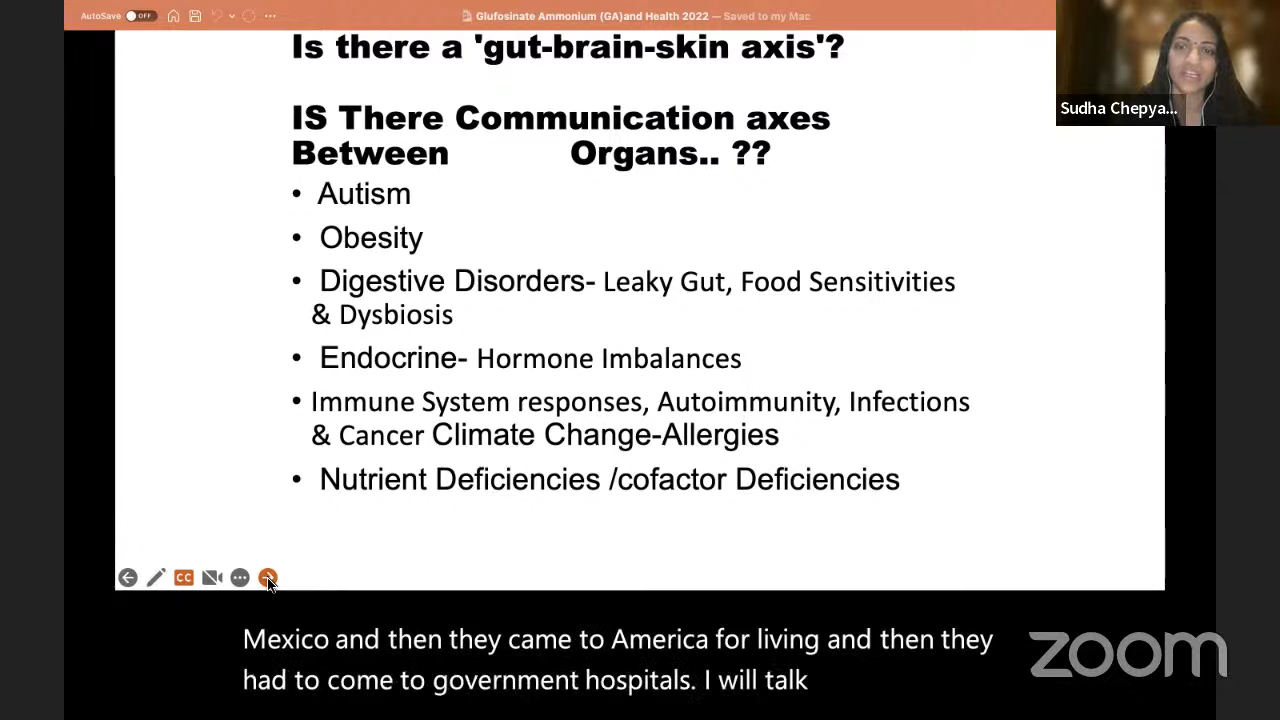 AutoSave OFF
Glufosinate Ammonium (GA)and Health 2022 — Saved to my Mac
Is there a 'gut-brain-skin axis'?
IS There Communication axes
Between Organs.. ??
• Autism
• Obesity
• Digestive Disorders- Leaky Gut, Food Sensitivities
& Dysbiosis
• Endocrine- Hormone Imbalances
• Immune System responses, Autoimmunity, Infections
& Cancer Climate Change-Allergies
• Nutrient Deficiencies /cofactor Deficiencies
Sudha Chepya...
CC
Mexico and then they came to America for living and then they
had to come to government hospitals. I will talk
zoom